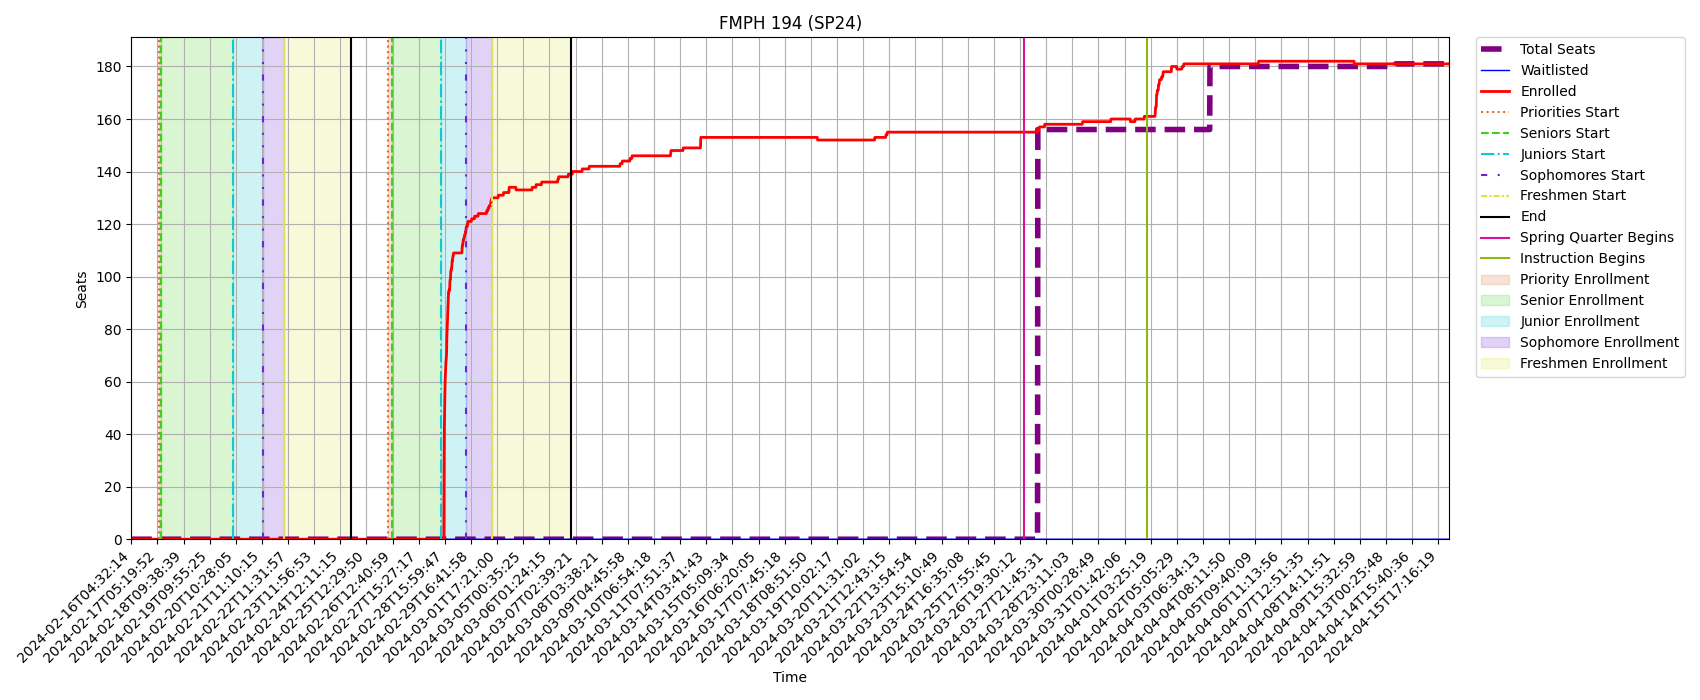 FMPH 194 (SP24)
Seats
180
160
140
120
100
80
60
40
20
0
2024-02-16T04:32:14
2024-02-17T05:19:52
2024-02-18T09:38:39
2024-02-19T09:55:25
2024-02-20T10:28:05
2024-02-21T11:10:15
2024-02-22T11:31:57
2024-02-23T11:56:53
2024-02-24T12:11:15
2024-02-25T12:29:50
2024-02-26T12:40:59
2024-02-27T15:27:17
2024-02-28T15:59:47
2024-02-29T16:41:58
2024-03-01T17:21:00
2024-03-05T00:35:25
2024-03-06T01:24:15
2024-03-07T02:39:21
2024-03-08T03:38:21
2024-03-09T04:45:58
2024-03-10T06:54:18
2024-03-11T07:51:37
2024-03-14T03:41:43
2024-03-15T05:09:34
2024-03-16T06:20:05
2024-03-17T07:45:18
2024-03-18T08:51:50
2024-03-19T10:02:17
2024-03-20T11:31:02
2024-03-21T12:43:15
2024-03-22T13:54:54
2024-03-23T15:10:49
2024-03-24T16:35:08
2024-03-25T17:55:45
2024-03-26T19:30:12
2024-03-27T21:45:31
2024-03-28T23:11:03
2024-03-30T00:28:49
2024-03-31T01:42:06
2024-04-01T03:25:19
2024-04-02T05:05:29
2024-04-03T06:34:13
2024-04-04T08:11:50
2024-04-05T09:40:05
2024-04-06T11:13:56
2024-04-07T12:51:35
2024-04-08T14:11:51
2024-04-09T15:32:59
2024-04-13T00:25:48
2024-04-14T15:40:36
2024-04-15T17:16:19
Time
Total Seats
Waitlisted
Enrolled
Priorities Start
Seniors Start
Juniors Start
Sophomores Start
Freshmen Start
End
Spring Quarter Begins
Instruction Begins
Priority Enrollment
Senior Enrollment
Junior Enrollment
Sophomore Enrollment
Freshmen Enrollment